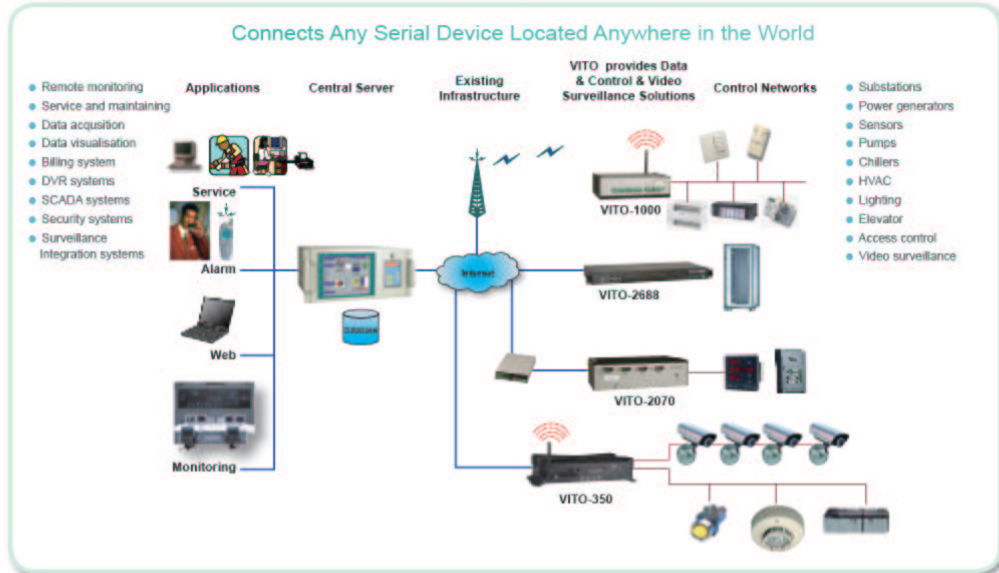 Connects Any Serial Device Located Anywhere in the World
Remote monitoring
Service and maintaining
Data acqusition
Data visualisation
Billing system
DVR systems
SCADA systems
Security systems
Surveillance
Integration systems
Applications
Service
Alarm
Web
Monitoring
Central Server
Existing
Infrastructure
Internet
VITO provides Data
& Control & Video
Surveillance Solutions
VITO-1000
VITO-2688
VITO-2070
VITO-350
Control Networks
Substations
Power generators
Sensors
Pumps
Chillers
HVAC
Lighting
Elevator
Access control
Video surveillance